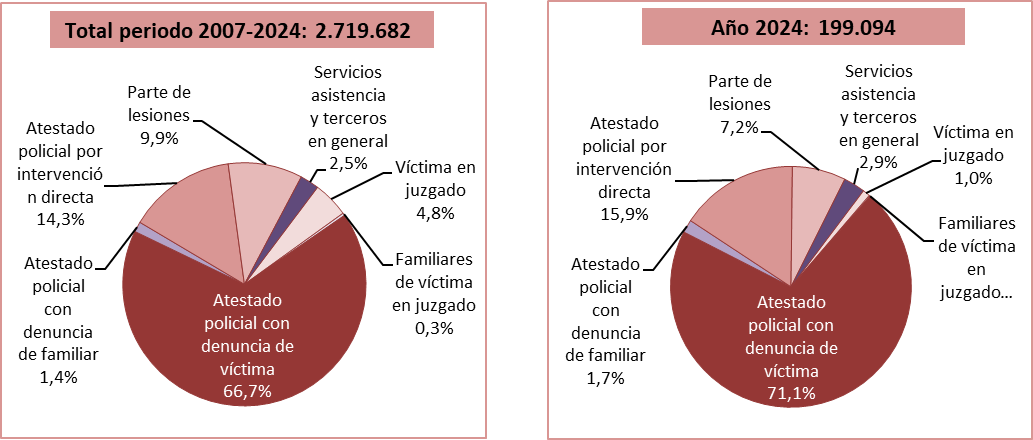 Total periodo 2007-2024: 2.719.682
Parte de
lesiones
9,9%
Servicios
asistencia
y terceros
en general
2,5%
Atestado
policial por
intervenció
n directa
14,3%
Víctima en
juzgado
4,8%
Familiares de
víctima
en juzgado
0,3%
Atestado
policial
con
denuncia
de familiar
1,4%
Atestado
policial con
denuncia de
víctima
66,7%
Año 2024: 199.094
Parte de
lesiones
7,2%
Servicios
asistencia
y terceros
en general
2,9%
Atestado
policial por
intervención
directa
15,9%
Víctima en
juzgado
1,0%
Familiares
de víctima
en
juzgado...
Atestado
policial
con
denuncia
de familiar
1,7%
Atestado
policial con
denuncia de
víctima
71,1%